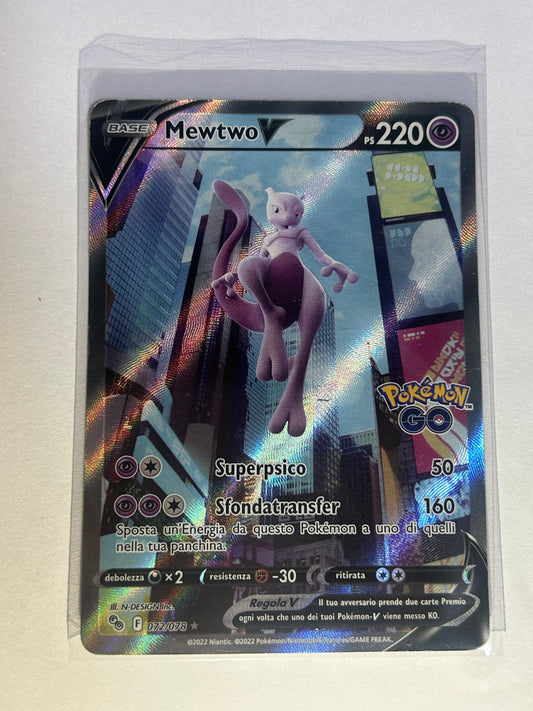 BASE Mewtwo V PS 220
Pokémon
GO
Superpsico 50
Sfondatransfer 160
Sposta un'Energia da questo Pokémon a uno di quelli
nella tua panchina.
debolezza ×2 resistenza -30 ritirata
Ill. N-DESIGN Inc.
Regola V Il tuo avversario prende due carte Premio
ogni volta che uno dei tuoi Pokémon-V viene messo KO.
F 072/078
©2022 Niantic. ©2022 Pokémon/Nintendo/Creatures/GAME FREAK.